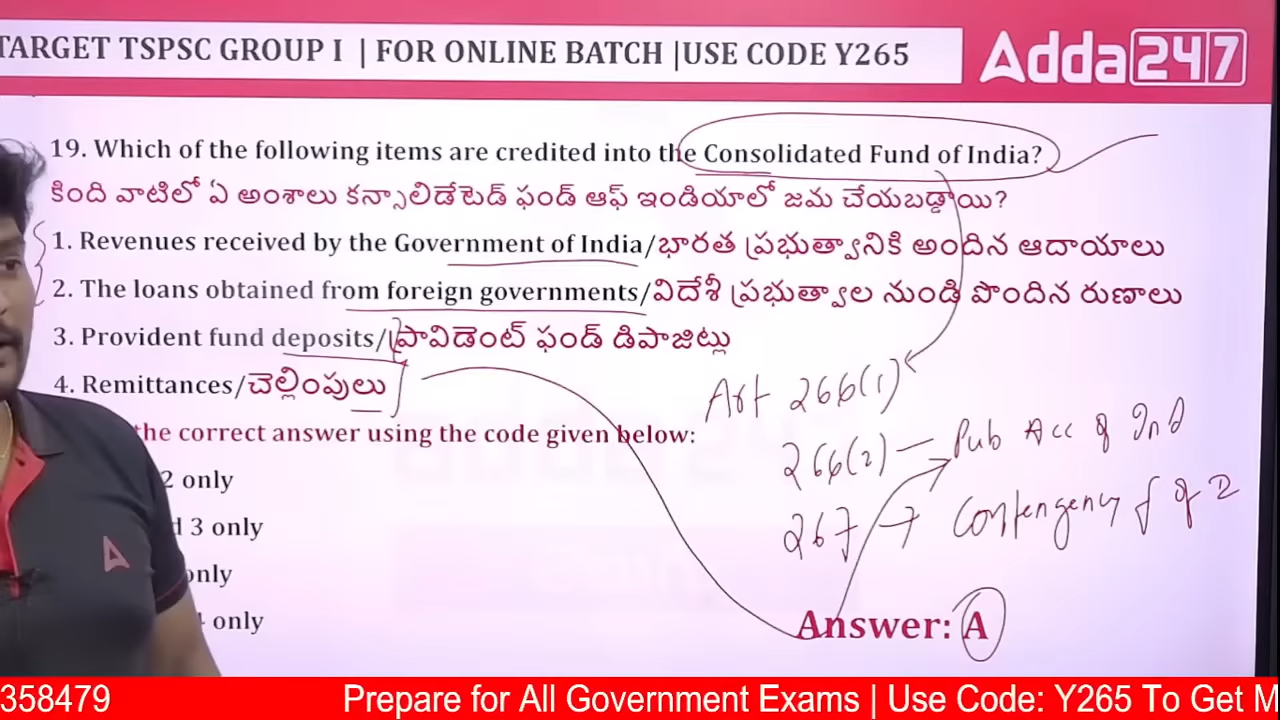 TARGET TSPSC GROUP I | FOR ONLINE BATCH |USE CODE Y265
Adda247
19. Which of the following items are credited into the Consolidated Fund of India?
కింది వాటిలో ఏ అంశాలు కన్సాలిడేటెడ్ ఫండ్ ఆఫ్ ఇండియాలో జమ చేయబడ్డాయి?
1. Revenues received by the Government of India/భారత ప్రభుత్వానికి అందిన ఆదాయాలు
2. The loans obtained from foreign governments/విదేశీ ప్రభుత్వాల నుండి పొందిన రుణాలు
3. Provident fund deposits/ప్రావిడెంట్ ఫండ్ డిపాజిట్లు
4. Remittances/చెల్లింపులు
Art 266(1)
the correct answer using the code given below:
266(2) – Pub Acc of Ind
2 only
267 → Contengency f of I
d 3 only
only
only
Answer: A
358479
Prepare for All Government Exams | Use Code: Y265 To Get M